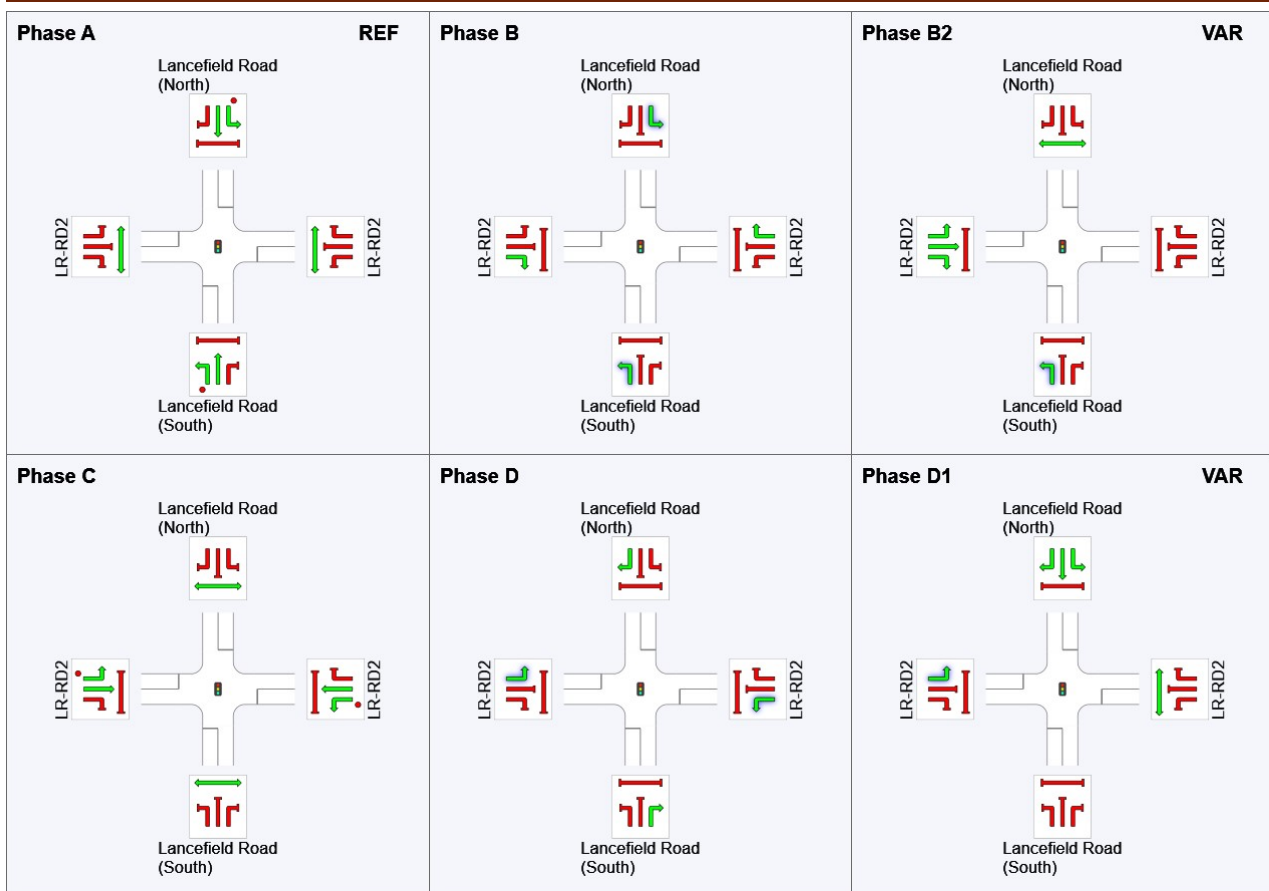 Phase A
REF
Lancefield Road
(North)
LR-RD2
LR-RD2
Lancefield Road
(South)
Phase B
Lancefield Road
(North)
LR-RD2
LR-RD2
Lancefield Road
(South)
Phase B2
VAR
Lancefield Road
(North)
LR-RD2
LR-RD2
Lancefield Road
(South)
Phase C
Lancefield Road
(North)
LR-RD2
LR-RD2
Lancefield Road
(South)
Phase D
Lancefield Road
(North)
LR-RD2
LR-RD2
Lancefield Road
(South)
Phase D1
VAR
Lancefield Road
(North)
LR-RD2
LR-RD2
Lancefield Road
(South)